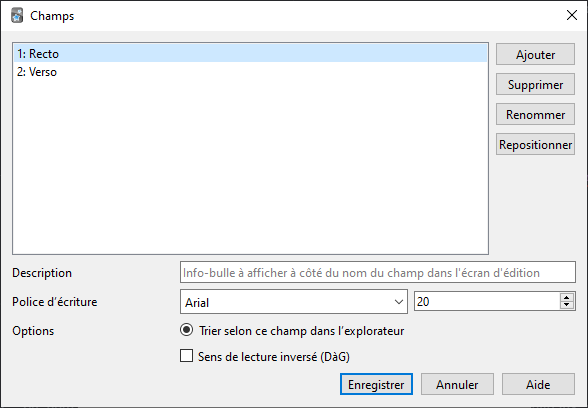 Champs
1: Recto
2: Verso
Ajouter
Supprimer
Renommer
Repositionner
Description
Info-bulle à afficher à côté du nom du champ dans l'écran d'édition
Police d'écriture
Arial
20
Options
Trier selon ce champ dans l'explorateur
Sens de lecture inversé (DàG)
Enregistrer
Annuler
Aide